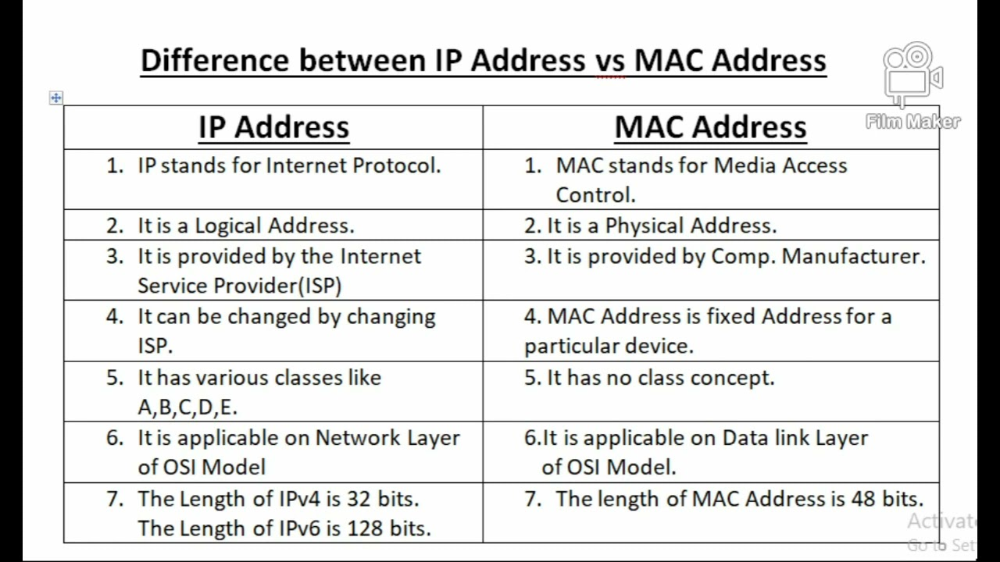 Difference between IP Address vs MAC Address
Film Maker
IP Address
MAC Address
1. IP stands for Internet Protocol.
1. MAC stands for Media Access
Control.
2. It is a Logical Address.
2. It is a Physical Address.
3. It is provided by the Internet
Service Provider(ISP)
3. It is provided by Comp. Manufacturer.
4. It can be changed by changing
ISP.
4. MAC Address is fixed Address for a
particular device.
5. It has various classes like
A,B,C,D,E.
5. It has no class concept.
6. It is applicable on Network Layer
of OSI Model
6.It is applicable on Data link Layer
of OSI Model.
7. The Length of IPv4 is 32 bits.
The Length of IPv6 is 128 bits.
7. The length of MAC Address is 48 bits.
Activate
Go to Set